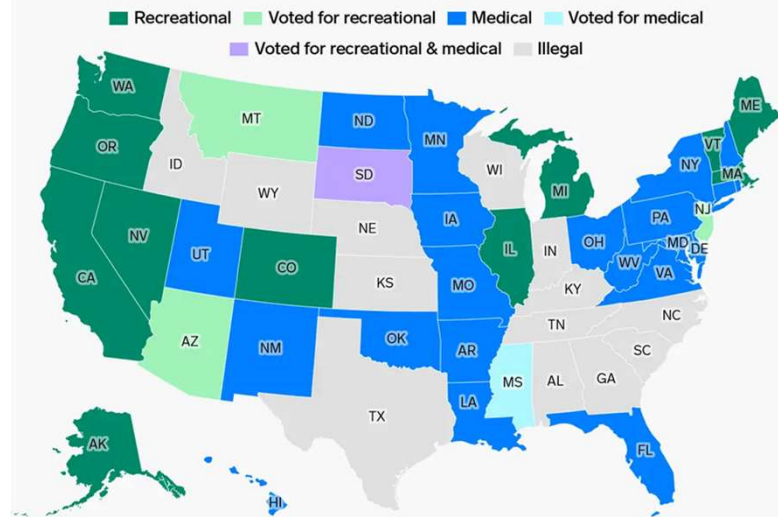 Recreational Voted for recreational Medical Voted for medical
Voted for recreational & medical Illegal
WA
ME
MT
ND
MN
VT
OR
NY
MA
ID
WI
SD
MI
WY
NJ
IA
PA
NE
NV
OH
MD
DE
UT
IL
IN
CO
WV
CA
VA
KS
MO
KY
NC
TN
AZ
OK
NM
AR
SC
MS
AL
GA
LA
TX
AK
FL
HI